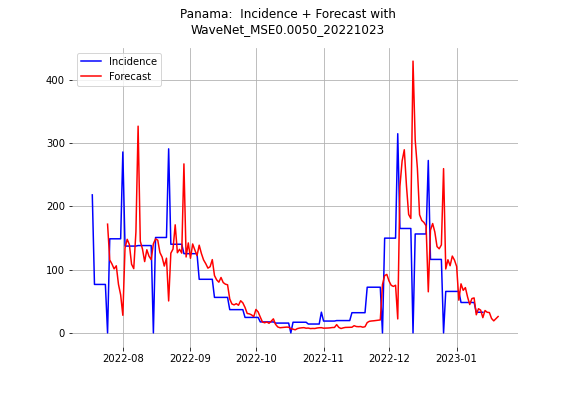 Panama:  Incidence + Forecast with
WaveNet_MSE0.0050_20221023
Incidence
Forecast
400
300
200
100
0
2022-08
2022-09
2022-10
2022-11
2022-12
2023-01